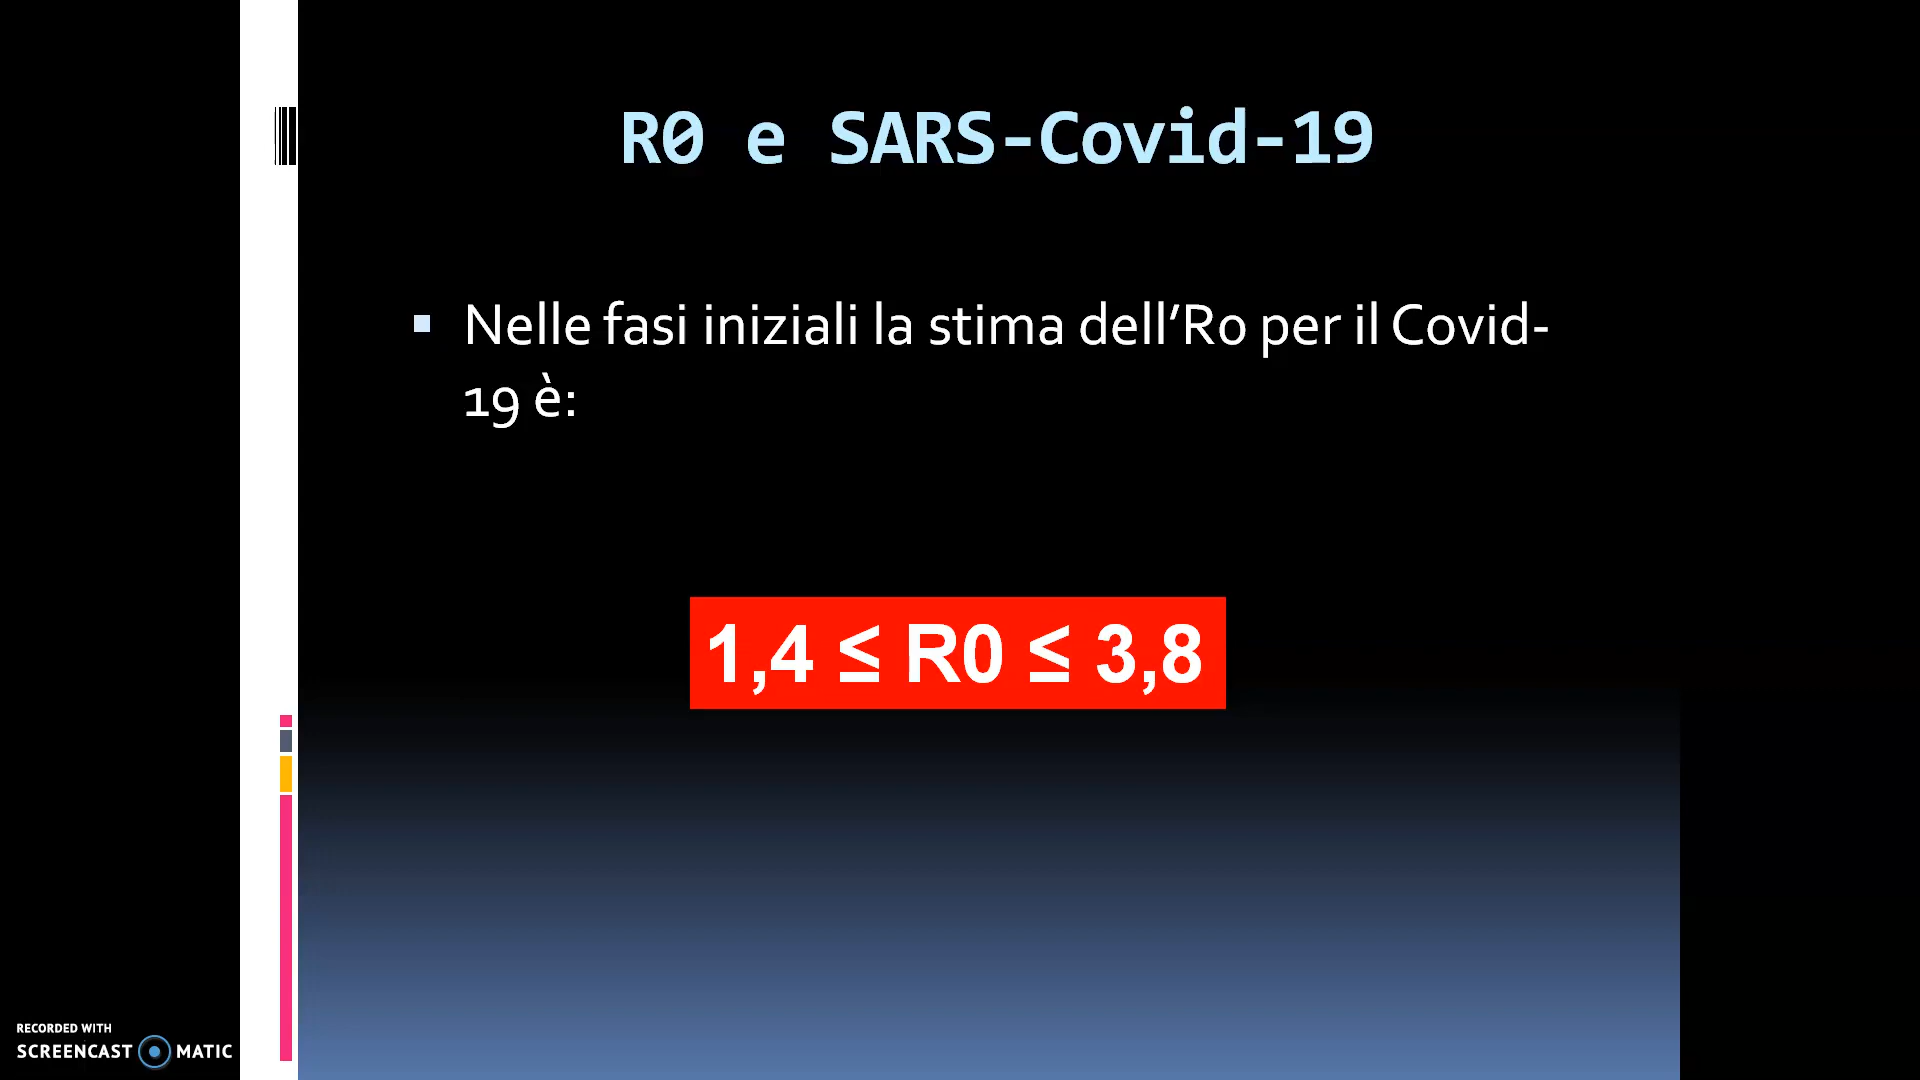 R0 e SARS-Covid-19
Nelle fasi iniziali la stima dell’R0 per il Covid-
19 è:
1,4 ≤ R0 ≤ 3,8
RECORDED WITH
SCREENCAST MATIC